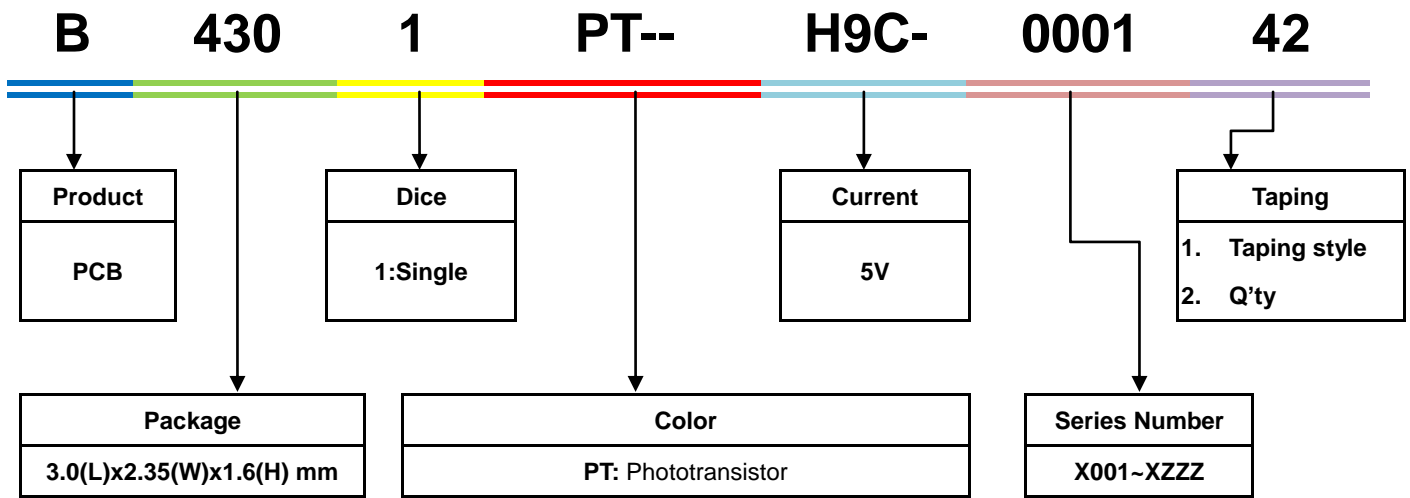 B 430 1 PT-- H9C- 0001 42
Product
PCB
Dice
1:Single
Current
5V
Taping
1. Taping style
2. Q’ty
Package
3.0(L)x2.35(W)x1.6(H) mm
Color
PT: Phototransistor
Series Number
X001~XZZZ